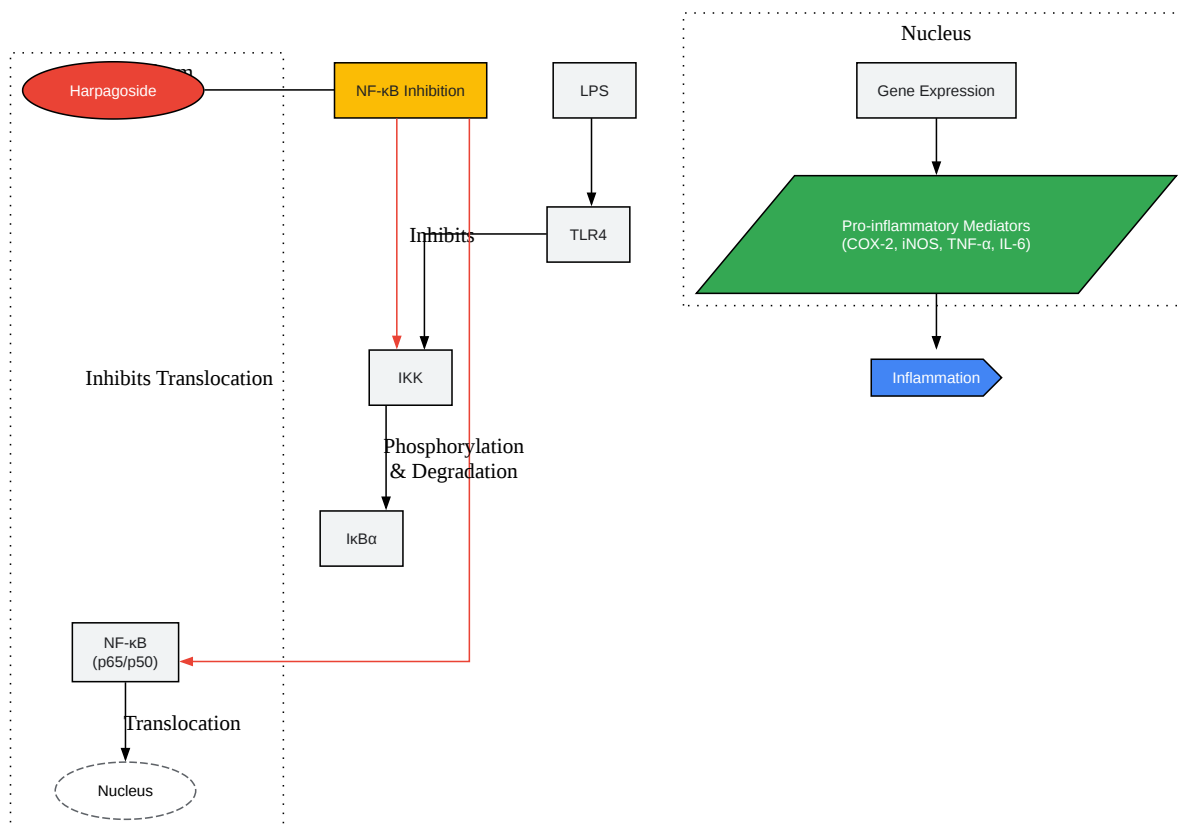 Nucleus
Harpagoside
NF-κB Inhibition
LPS
Gene Expression
Pro-inflammatory Mediators
(COX-2, iNOS, TNF-α, IL-6)
Inhibits
TLR4
Inhibits Translocation
IKK
Inflammation
Phosphorylation
& Degradation
IκBα
NF-κB
(p65/p50)
Translocation
Nucleus